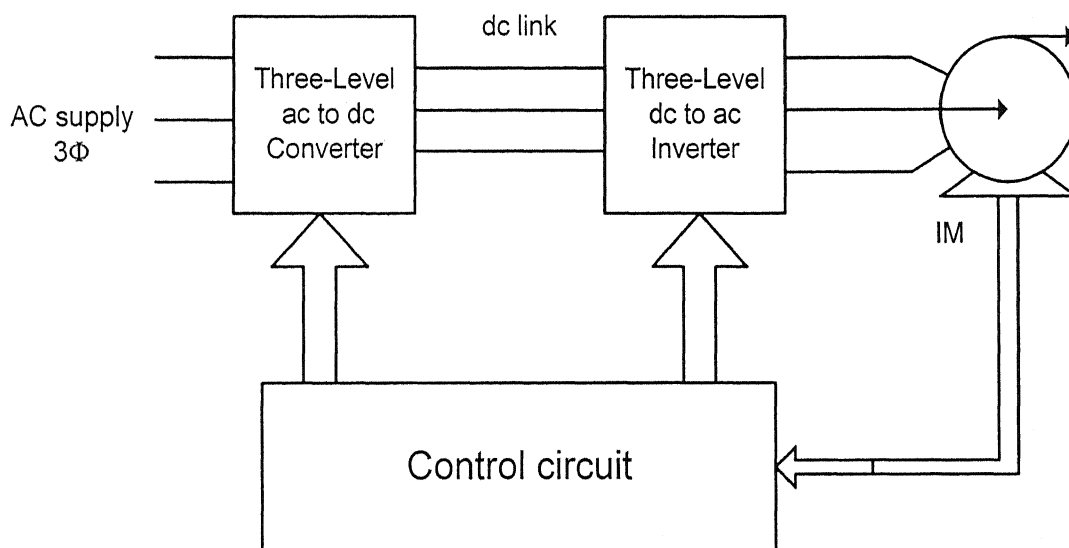 dc link
Three-Level
ac to dc
Converter
Three-Level
dc to ac
Inverter
AC supply
3Φ
IM
Control circuit